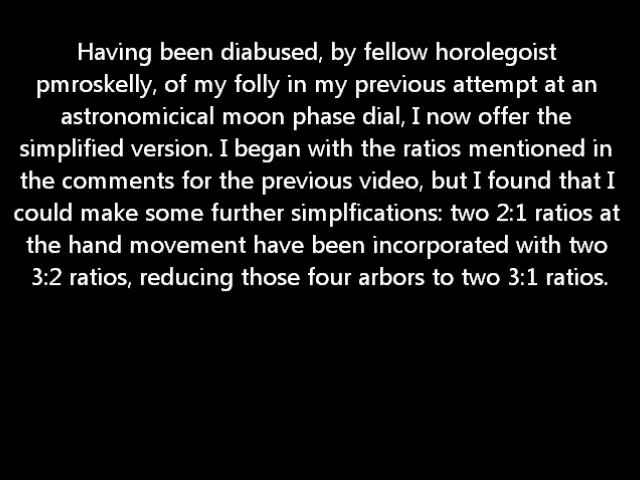 Having been diabused, by fellow horolegoist
pmroskelly, of my folly in my previous attempt at an
astronomicical moon phase dial, I now offer the
simplified version. I began with the ratios mentioned in
the comments for the previous video, but I found that I
could make some further simplfications: two 2:1 ratios at
the hand movement have been incorporated with two
3:2 ratios, reducing those four arbors to two 3:1 ratios.